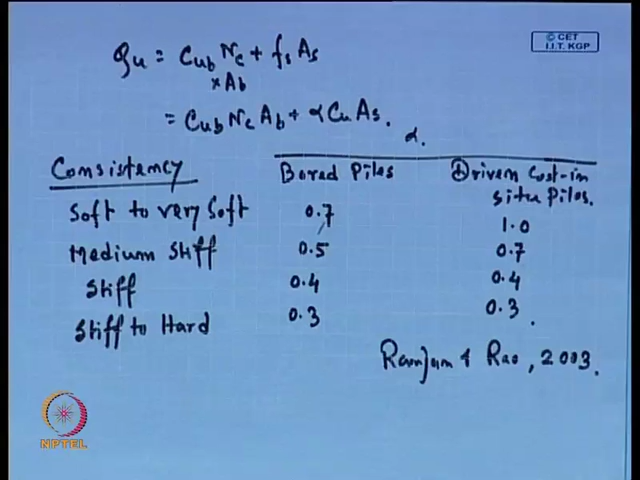 Qu = Cub Nc + fs As
© CET
I.I.T. KGP
x Ab
= Cub Nc Ab + α Cu As.
α.
Consistency Bored Piles Driven Cast-in
situ Piles.
Soft to very Soft 0.7 1.0
Medium Stiff 0.5 0.7
Stiff 0.4 0.4
Stiff to Hard 0.3 0.3.
Ranjan & Rao, 2003.
NPTEL